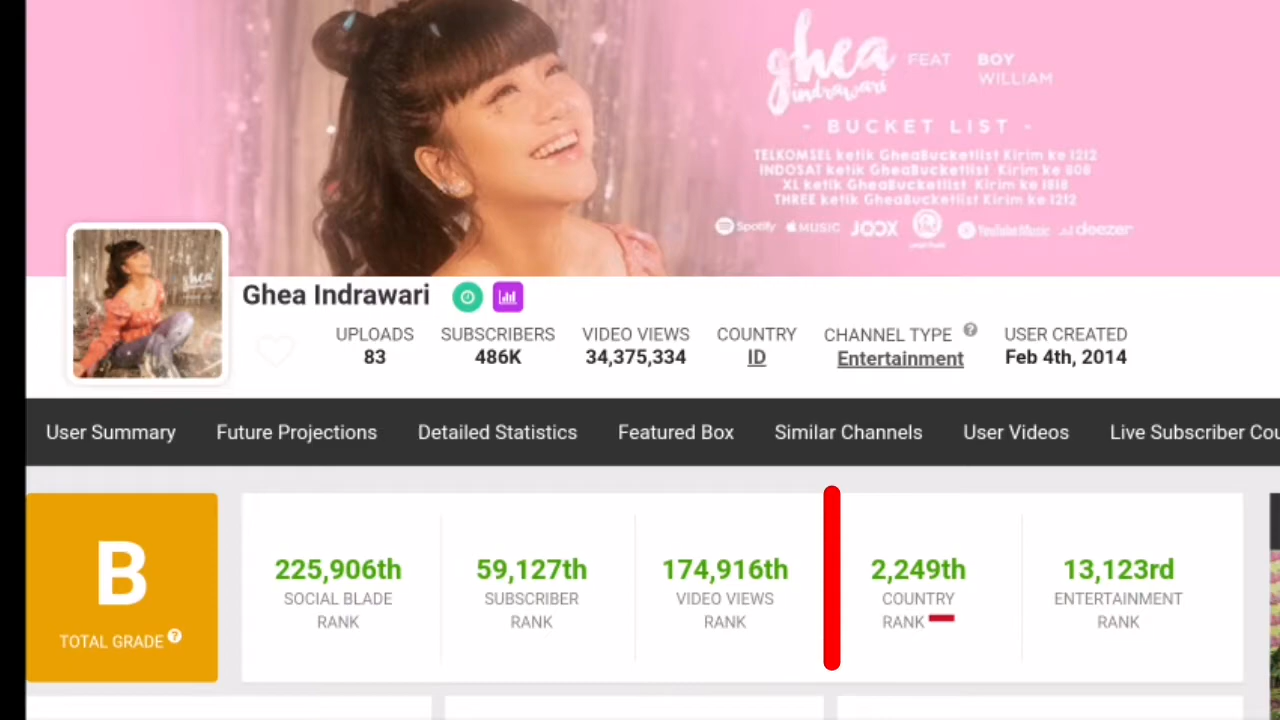 ghea
indrawari
FEAT BOY
WILLIAM
- BUCKET LIST -
TELKOMSEL ketik GheaBucketlist Kirim ke 1212
INDOSAT ketik GheaBucketlist Kirim ke 808
XL ketik GheaBucketlist Kirim ke 1818
THREE ketik GheaBucketlist Kirim ke 1212
Spotify MUSIC JOOX YouTube Music deezer
ghea
Ghea Indrawari
UPLOADS SUBSCRIBERS VIDEO VIEWS COUNTRY CHANNEL TYPE ? USER CREATED
83 486K 34,375,334 ID Entertainment Feb 4th, 2014
User Summary Future Projections Detailed Statistics Featured Box Similar Channels User Videos Live Subscriber Cou
B
TOTAL GRADE ?
225,906th 59,127th 174,916th 2,249th 13,123rd
SOCIAL BLADE SUBSCRIBER VIDEO VIEWS COUNTRY ENTERTAINMENT
RANK RANK RANK RANK RANK